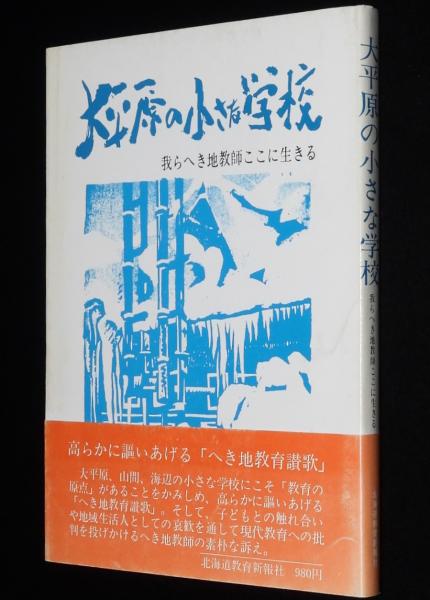 大平原の小さな学校
我らへき地教師ここに生きる
高らかに謳いあげる「へき地教育讃歌」
大平原、山間、海辺の小さな学校にこそ「教育の
原点」があることをかみしめ、高らかに謳いあげる
「へき地教育讃歌」。そして、子どもとの触れ合い
や地域生活人としての哀歓を通して現代教育への批
判を投げかけるへき地教師の素朴な訴え。
北海道教育新報社 980円
大平原の小さな学校
我らへき地教師ここに生きる